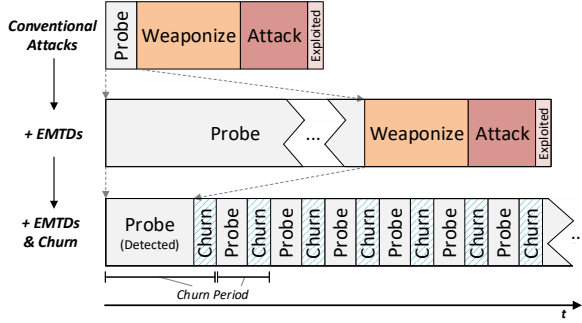 Conventional
Attacks
Probe
Weaponize
Attack
Exploited
+ EMTDs
Probe
...
Weaponize
Attack
Exploited
+ EMTDs
& Churn
Probe
(Detected)
Churn
Probe
Churn
Probe
Churn
Probe
Churn
Probe
Churn
Probe
Churn
Probe
Churn
...
Churn Period
t